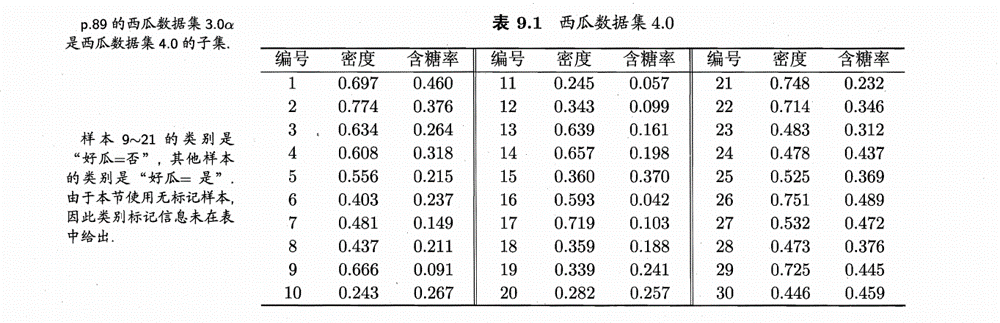 p.89 的西瓜数据集 3.0α
是西瓜数据集 4.0 的子集.
样本 9~21 的类别是
“好瓜=否”, 其他样本
的类别是“好瓜= 是”.
由于本节使用无标记样本,
因此类别标记信息未在表
中给出.
表 9.1 西瓜数据集 4.0
编号 密度 含糖率 编号 密度 含糖率 编号 密度 含糖率
1 0.697 0.460 11 0.245 0.057 21 0.748 0.232
2 0.774 0.376 12 0.343 0.099 22 0.714 0.346
3 0.634 0.264 13 0.639 0.161 23 0.483 0.312
4 0.608 0.318 14 0.657 0.198 24 0.478 0.437
5 0.556 0.215 15 0.360 0.370 25 0.525 0.369
6 0.403 0.237 16 0.593 0.042 26 0.751 0.489
7 0.481 0.149 17 0.719 0.103 27 0.532 0.472
8 0.437 0.211 18 0.359 0.188 28 0.473 0.376
9 0.666 0.091 19 0.339 0.241 29 0.725 0.445
10 0.243 0.267 20 0.282 0.257 30 0.446 0.459